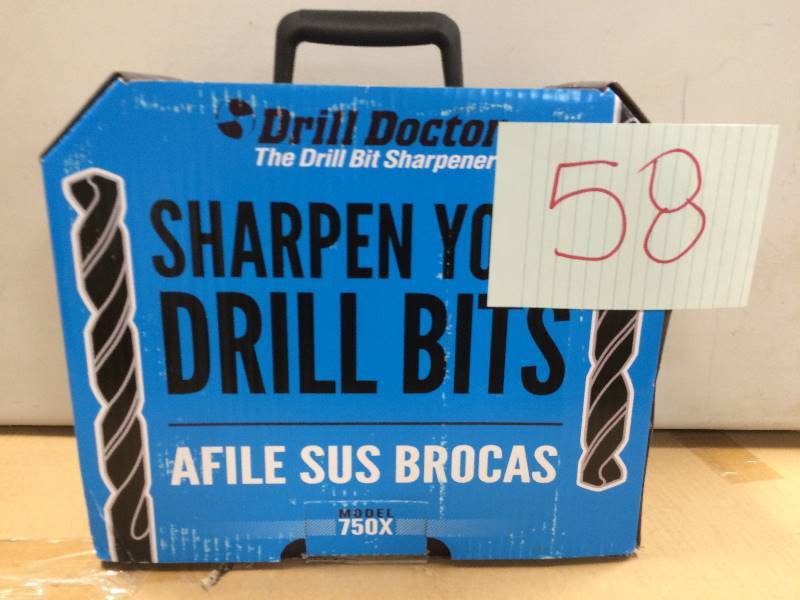 Drill Doctor
The Drill Bit Sharpener
58
SHARPEN YO
DRILL BITS
AFILE SUS BROCAS
MODEL
750X